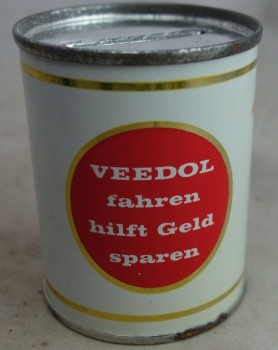 VEEDOL
fahren
hilft Geld
sparen